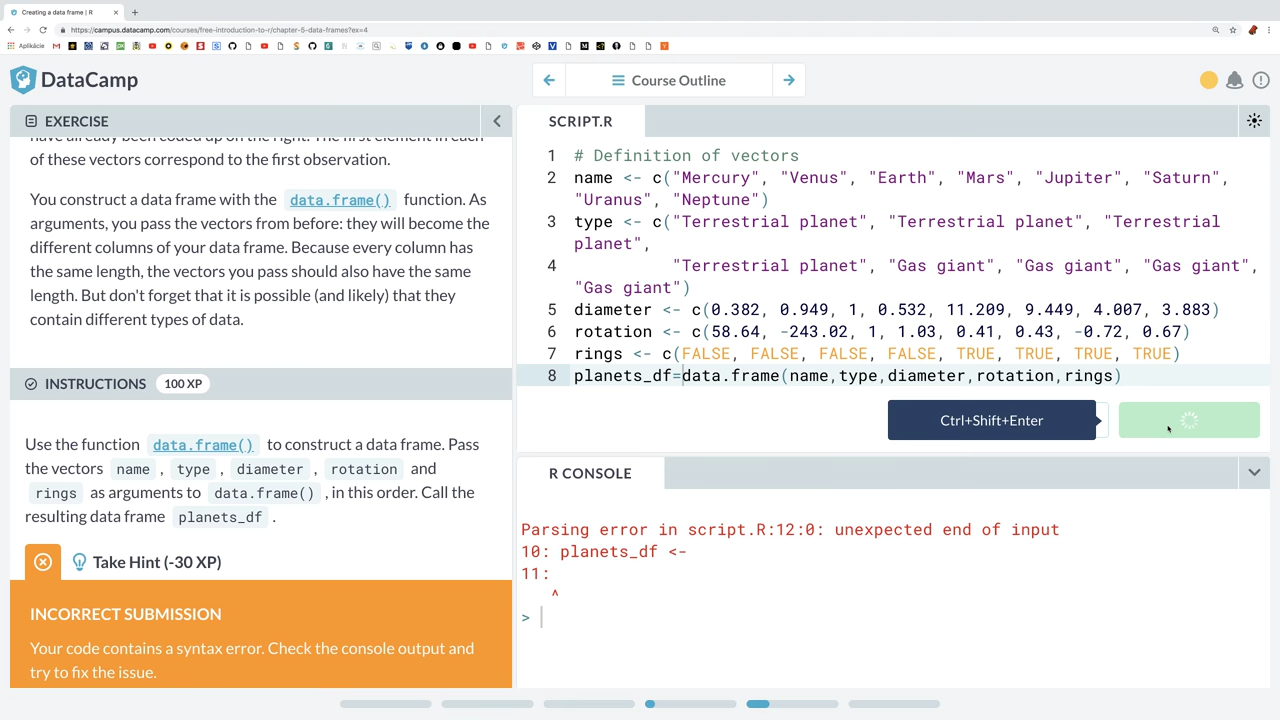 Creating a data frame | R
https://campus.datacamp.com/courses/free-introduction-to-r/chapter-5-data-frames?ex=4
Aplikácie
DataCamp
Course Outline
EXERCISE
have already been coded up on the right. The first element in each
of these vectors correspond to the first observation.
You construct a data frame with the data.frame() function. As
arguments, you pass the vectors from before: they will become the
different columns of your data frame. Because every column has
the same length, the vectors you pass should also have the same
length. But don't forget that it is possible (and likely) that they
contain different types of data.
INSTRUCTIONS 100 XP
Use the function data.frame() to construct a data frame. Pass
the vectors name , type , diameter , rotation and
rings as arguments to data.frame() , in this order. Call the
resulting data frame planets_df .
Take Hint (-30 XP)
INCORRECT SUBMISSION
Your code contains a syntax error. Check the console output and
try to fix the issue.
SCRIPT.R
1 # Definition of vectors
2 name <- c("Mercury", "Venus", "Earth", "Mars", "Jupiter", "Saturn",
"Uranus", "Neptune")
3 type <- c("Terrestrial planet", "Terrestrial planet", "Terrestrial
planet",
4 "Terrestrial planet", "Gas giant", "Gas giant", "Gas giant",
"Gas giant")
5 diameter <- c(0.382, 0.949, 1, 0.532, 11.209, 9.449, 4.007, 3.883)
6 rotation <- c(58.64, -243.02, 1, 1.03, 0.41, 0.43, -0.72, 0.67)
7 rings <- c(FALSE, FALSE, FALSE, FALSE, TRUE, TRUE, TRUE, TRUE)
8 planets_df=data.frame(name,type,diameter,rotation,rings)
Ctrl+Shift+Enter
R CONSOLE
Parsing error in script.R:12:0: unexpected end of input
10: planets_df <-
11:
^
>